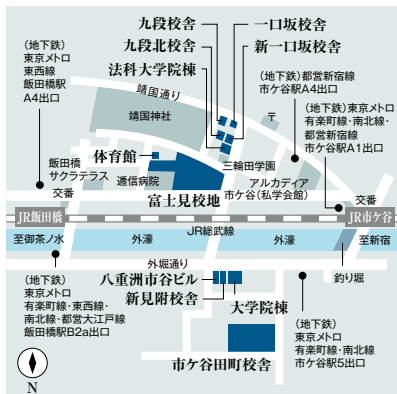 九段校舎
一口坂校舎
九段北校舎
新一口坂校舎
法科大学院棟
（地下鉄）
東京メトロ
東西線
飯田橋駅
A4出口
靖国通り
靖国神社
（地下鉄）都営新宿線
市ケ谷駅A4出口
（地下鉄）東京メトロ
有楽町線・南北線・
都営新宿線
市ケ谷駅A1出口
〒
体育館
飯田橋
サクラテラス
逓信病院
三輪田学園
アルカディア
市ケ谷（私学会館）
富士見校地
交番
交番
JR飯田橋
JR市ケ谷
JR総武線
至御茶ノ水
外濠
外濠
至新宿
外堀通り
釣り堀
（地下鉄）
東京メトロ
有楽町線・東西線・
南北線・都営大江戸線
飯田橋駅B2a出口
八重洲市谷ビル
新見附校舎
大学院棟
（地下鉄）
東京メトロ
有楽町線・南北線
市ケ谷駅5出口
市ケ谷田町校舎
N